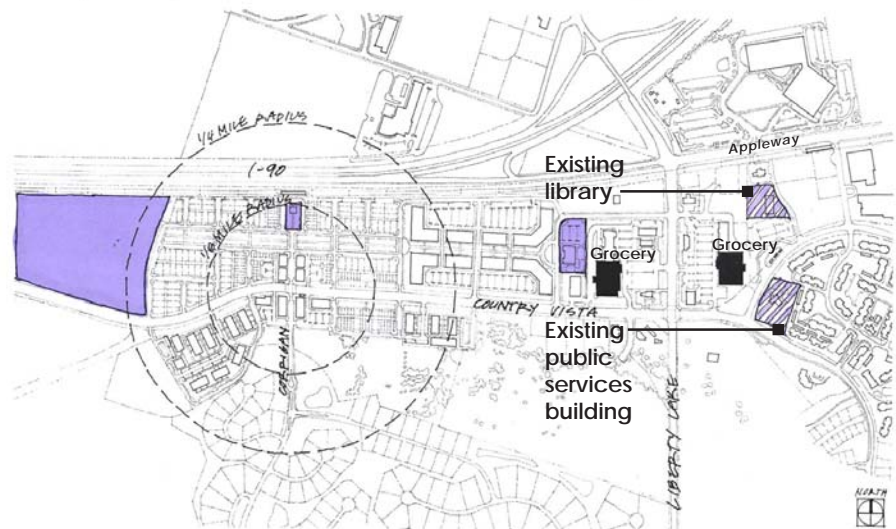 1/4 MILE RADIUS
I-90
1/8 MILE RADIUS
Appleway
Existing
library
Grocery
Grocery
COUNTRY VISTA
Existing
public
services
building
CORRIGAN
LIBERTY LAKE
NORTH